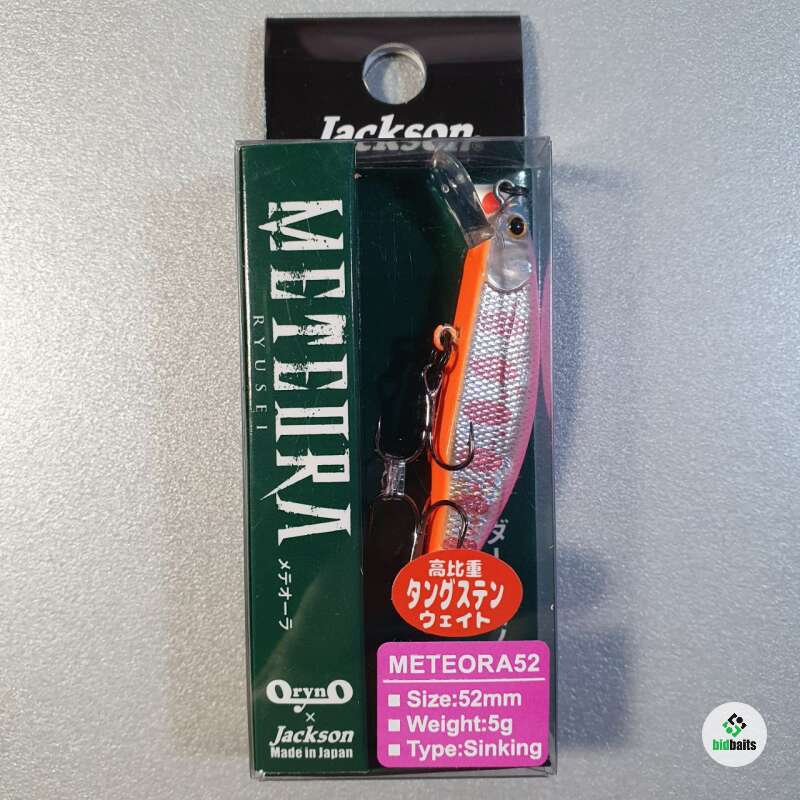 Jackson®
METEORA
RYUSEI
メテオーラ
OrynO
×
Jackson
Made in Japan
高比重
タングステン
ウェイト
METEORA52
■ Size:52mm
■ Weight:5g
■ Type:Sinking
bidbaits